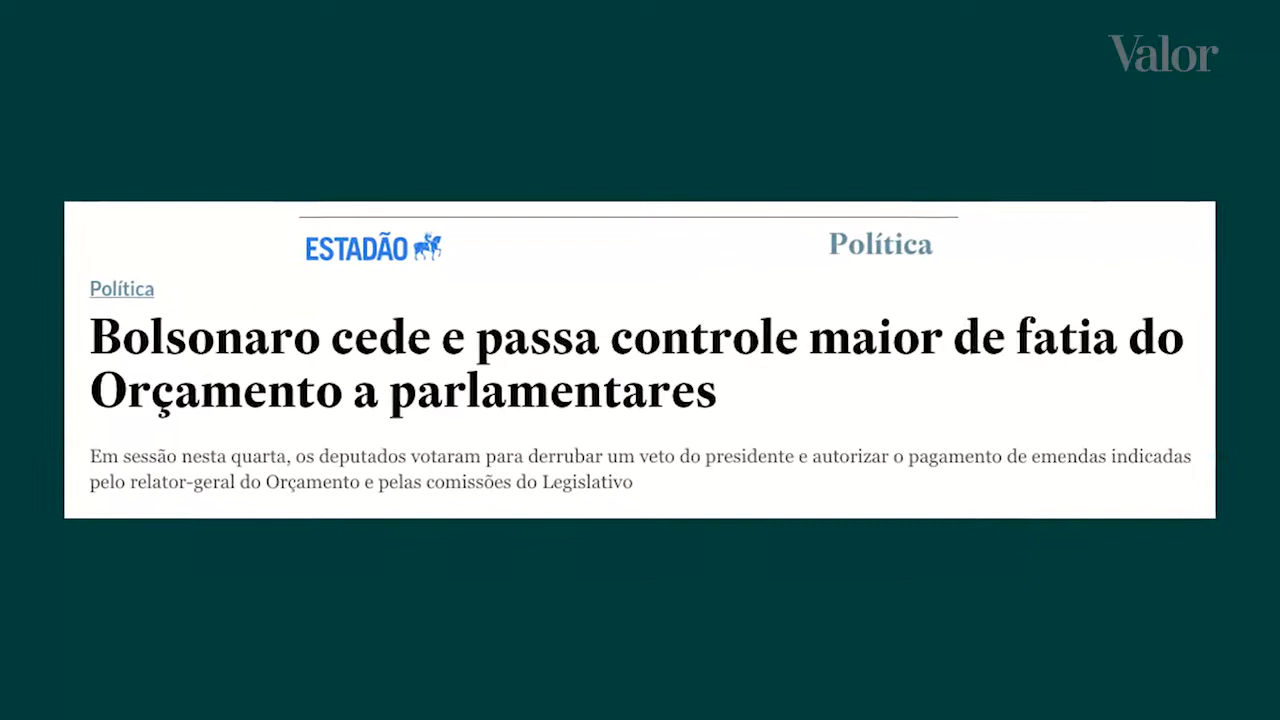 Valor
ESTADÃO
Política
Política
Bolsonaro cede e passa controle maior de fatia do
Orçamento a parlamentares
Em sessão nesta quarta, os deputados votaram para derrubar um veto do presidente e autorizar o pagamento de emendas indicadas
pelo relator-geral do Orçamento e pelas comissões do Legislativo